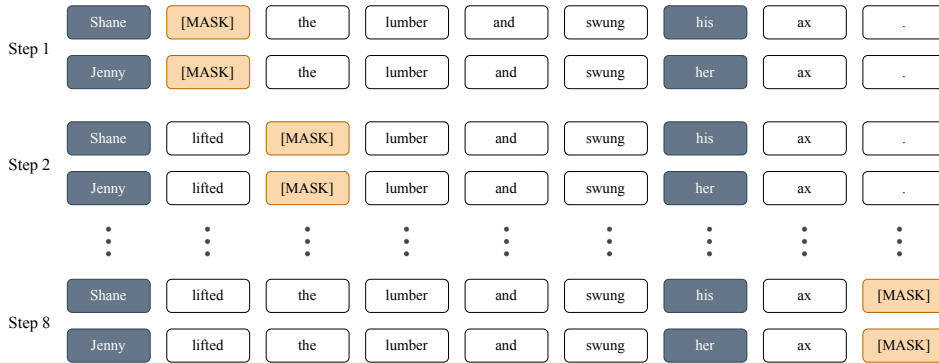 Shane [MASK] the lumber and swung his ax .
Step 1
Jenny [MASK] the lumber and swung her ax .
Shane lifted [MASK] lumber and swung his ax .
Step 2
Jenny lifted [MASK] lumber and swung her ax .
Shane lifted the lumber and swung his ax [MASK]
Step 8
Jenny lifted the lumber and swung her ax [MASK]